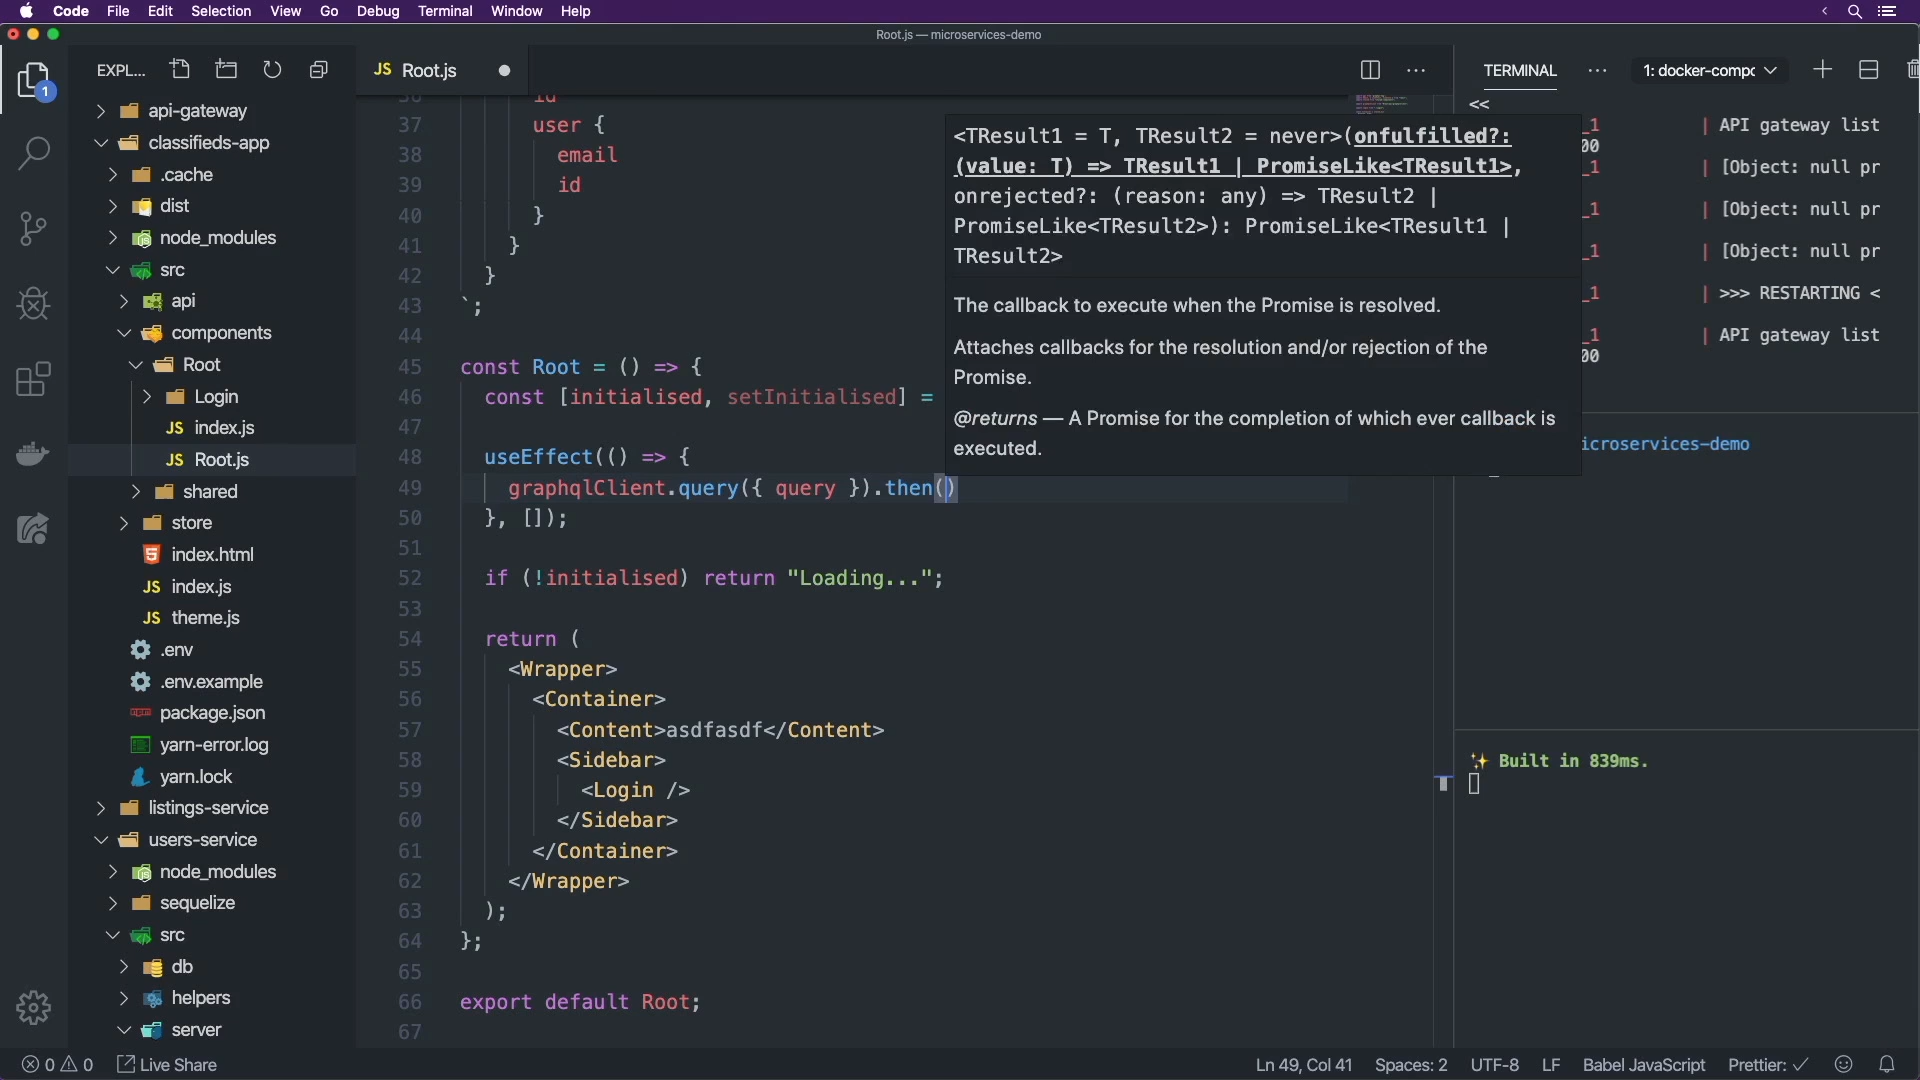 Code File Edit Selection View Go Debug Terminal Window Help
Root.js — microservices-demo
EXPL...
JS Root.js
TERMINAL
1: docker-compc
1
api-gateway
classifieds-app
.cache
dist
node_modules
src
api
components
Root
Login
JS index.js
JS Root.js
shared
store
index.html
JS index.js
JS theme.js
.env
.env.example
package.json
yarn-error.log
yarn.lock
listings-service
users-service
node_modules
sequelize
src
db
helpers
server
36 id
37 user {
38 email
39 id
40 }
41 }
42 }
43 `;
44
45 const Root = () => {
46 const [initialised, setInitialised] =
47
48 useEffect(() => {
49 graphqlClient.query({ query }).then()
50 }, []);
51
52 if (!initialised) return "Loading...";
53
54 return (
55 <Wrapper>
56 <Container>
57 <Content>asdfasdf</Content>
58 <Sidebar>
59 <Login />
60 </Sidebar>
61 </Container>
62 </Wrapper>
63 );
64 };
65
66 export default Root;
67
<TResult1 = T, TResult2 = never>(onfulfilled?:
(value: T) => TResult1 | PromiseLike<TResult1>,
onrejected?: (reason: any) => TResult2 |
PromiseLike<TResult2>): PromiseLike<TResult1 |
TResult2>
The callback to execute when the Promise is resolved.
Attaches callbacks for the resolution and/or rejection of the
Promise.
@returns — A Promise for the completion of which ever callback is
executed.
<<
_1 | API gateway list
00
_1 | [Object: null pr
_1 | [Object: null pr
_1 | [Object: null pr
_1 | >>> RESTARTING <
_1 | API gateway list
00
icroservices-demo
✨ Built in 839ms.
0 0 Live Share
Ln 49, Col 41 Spaces: 2 UTF-8 LF Babel JavaScript Prettier: ✓